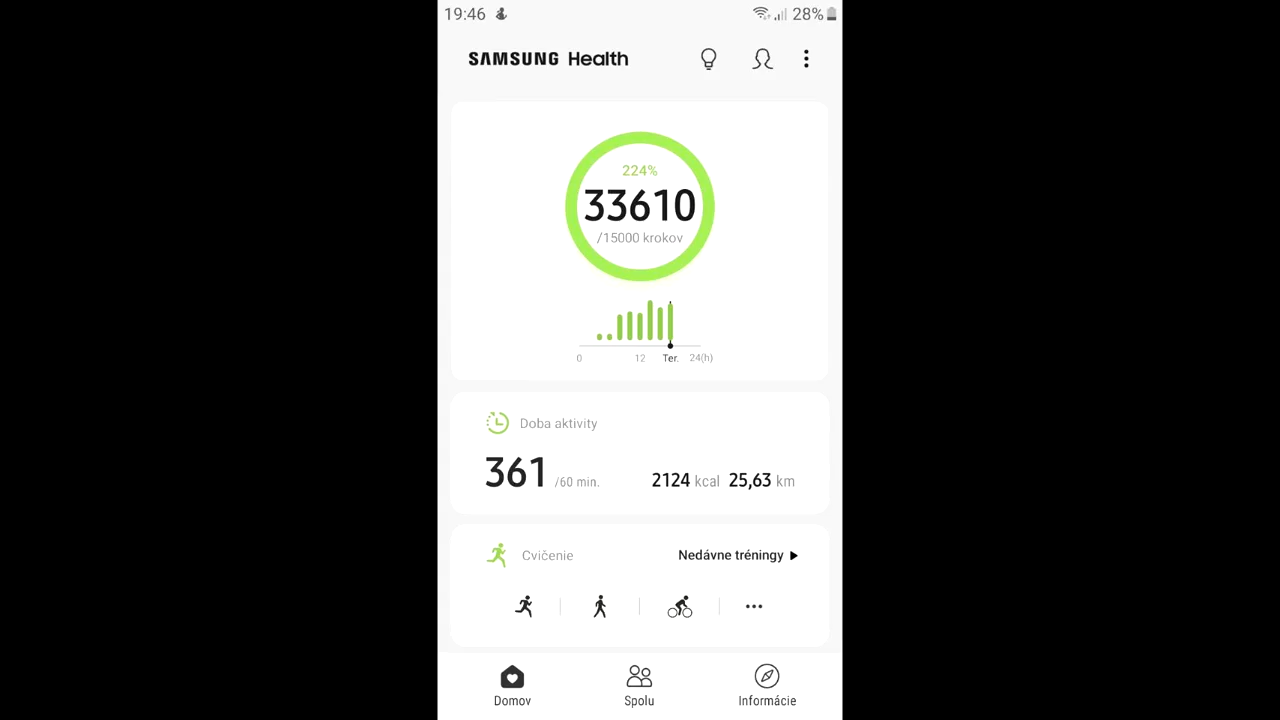 19:46 28%
SAMSUNG Health
224%
33610
/15000 krokov
0 12 Ter. 24(h)
Doba aktivity
361 /60 min. 2124 kcal 25,63 km
Cvičenie Nedávne tréningy
Domov Spolu Informácie